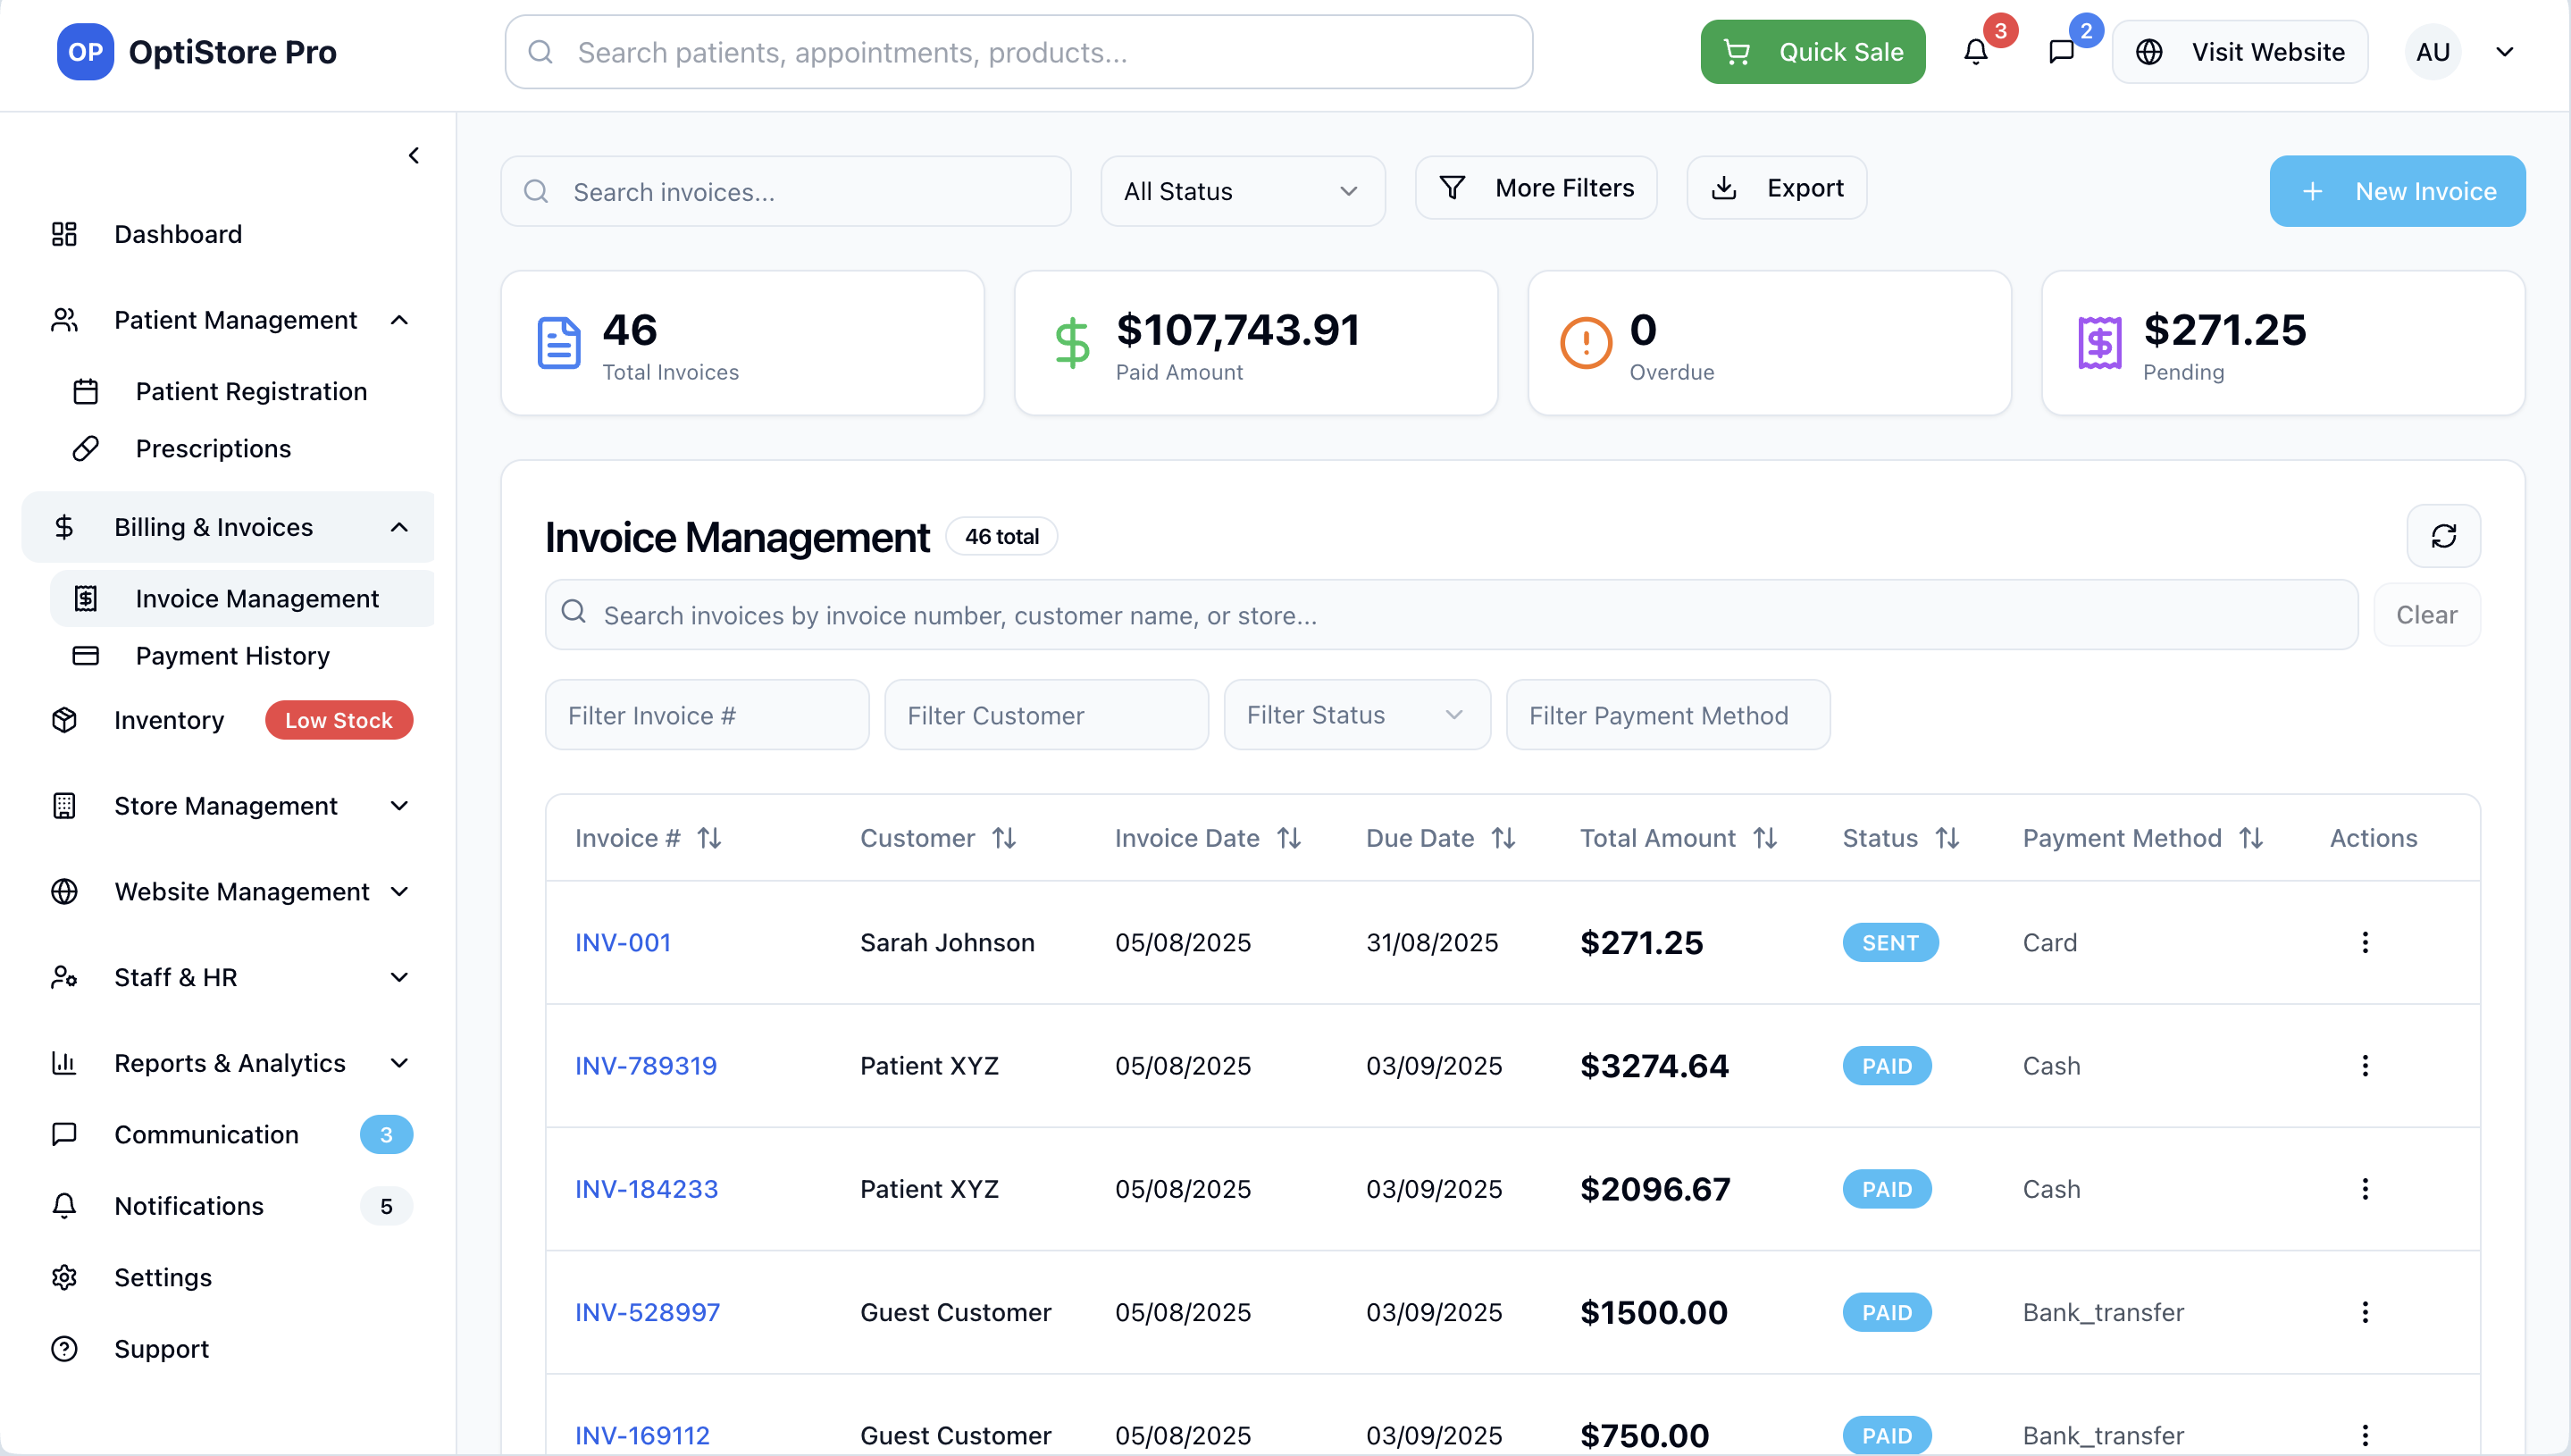 OP OptiStore Pro
Search patients, appointments, products...
Quick Sale
3
2
Visit Website
AU
Dashboard
Patient Management
Patient Registration
Prescriptions
Billing & Invoices
Invoice Management
Payment History
Inventory Low Stock
Store Management
Website Management
Staff & HR
Reports & Analytics
Communication 3
Notifications 5
Settings
Support
Search invoices...
All Status
More Filters
Export
New Invoice
46
Total Invoices
$107,743.91
Paid Amount
0
Overdue
$271.25
Pending
Invoice Management 46 total
Search invoices by invoice number, customer name, or store...
Clear
Filter Invoice # Filter Customer Filter Status Filter Payment Method
Invoice # Customer Invoice Date Due Date Total Amount Status Payment Method Actions
INV-001 Sarah Johnson 05/08/2025 31/08/2025 $271.25 SENT Card
INV-789319 Patient XYZ 05/08/2025 03/09/2025 $3274.64 PAID Cash
INV-184233 Patient XYZ 05/08/2025 03/09/2025 $2096.67 PAID Cash
INV-528997 Guest Customer 05/08/2025 03/09/2025 $1500.00 PAID Bank_transfer
INV-169112 Guest Customer 05/08/2025 03/09/2025 $750.00 PAID Bank_transfer